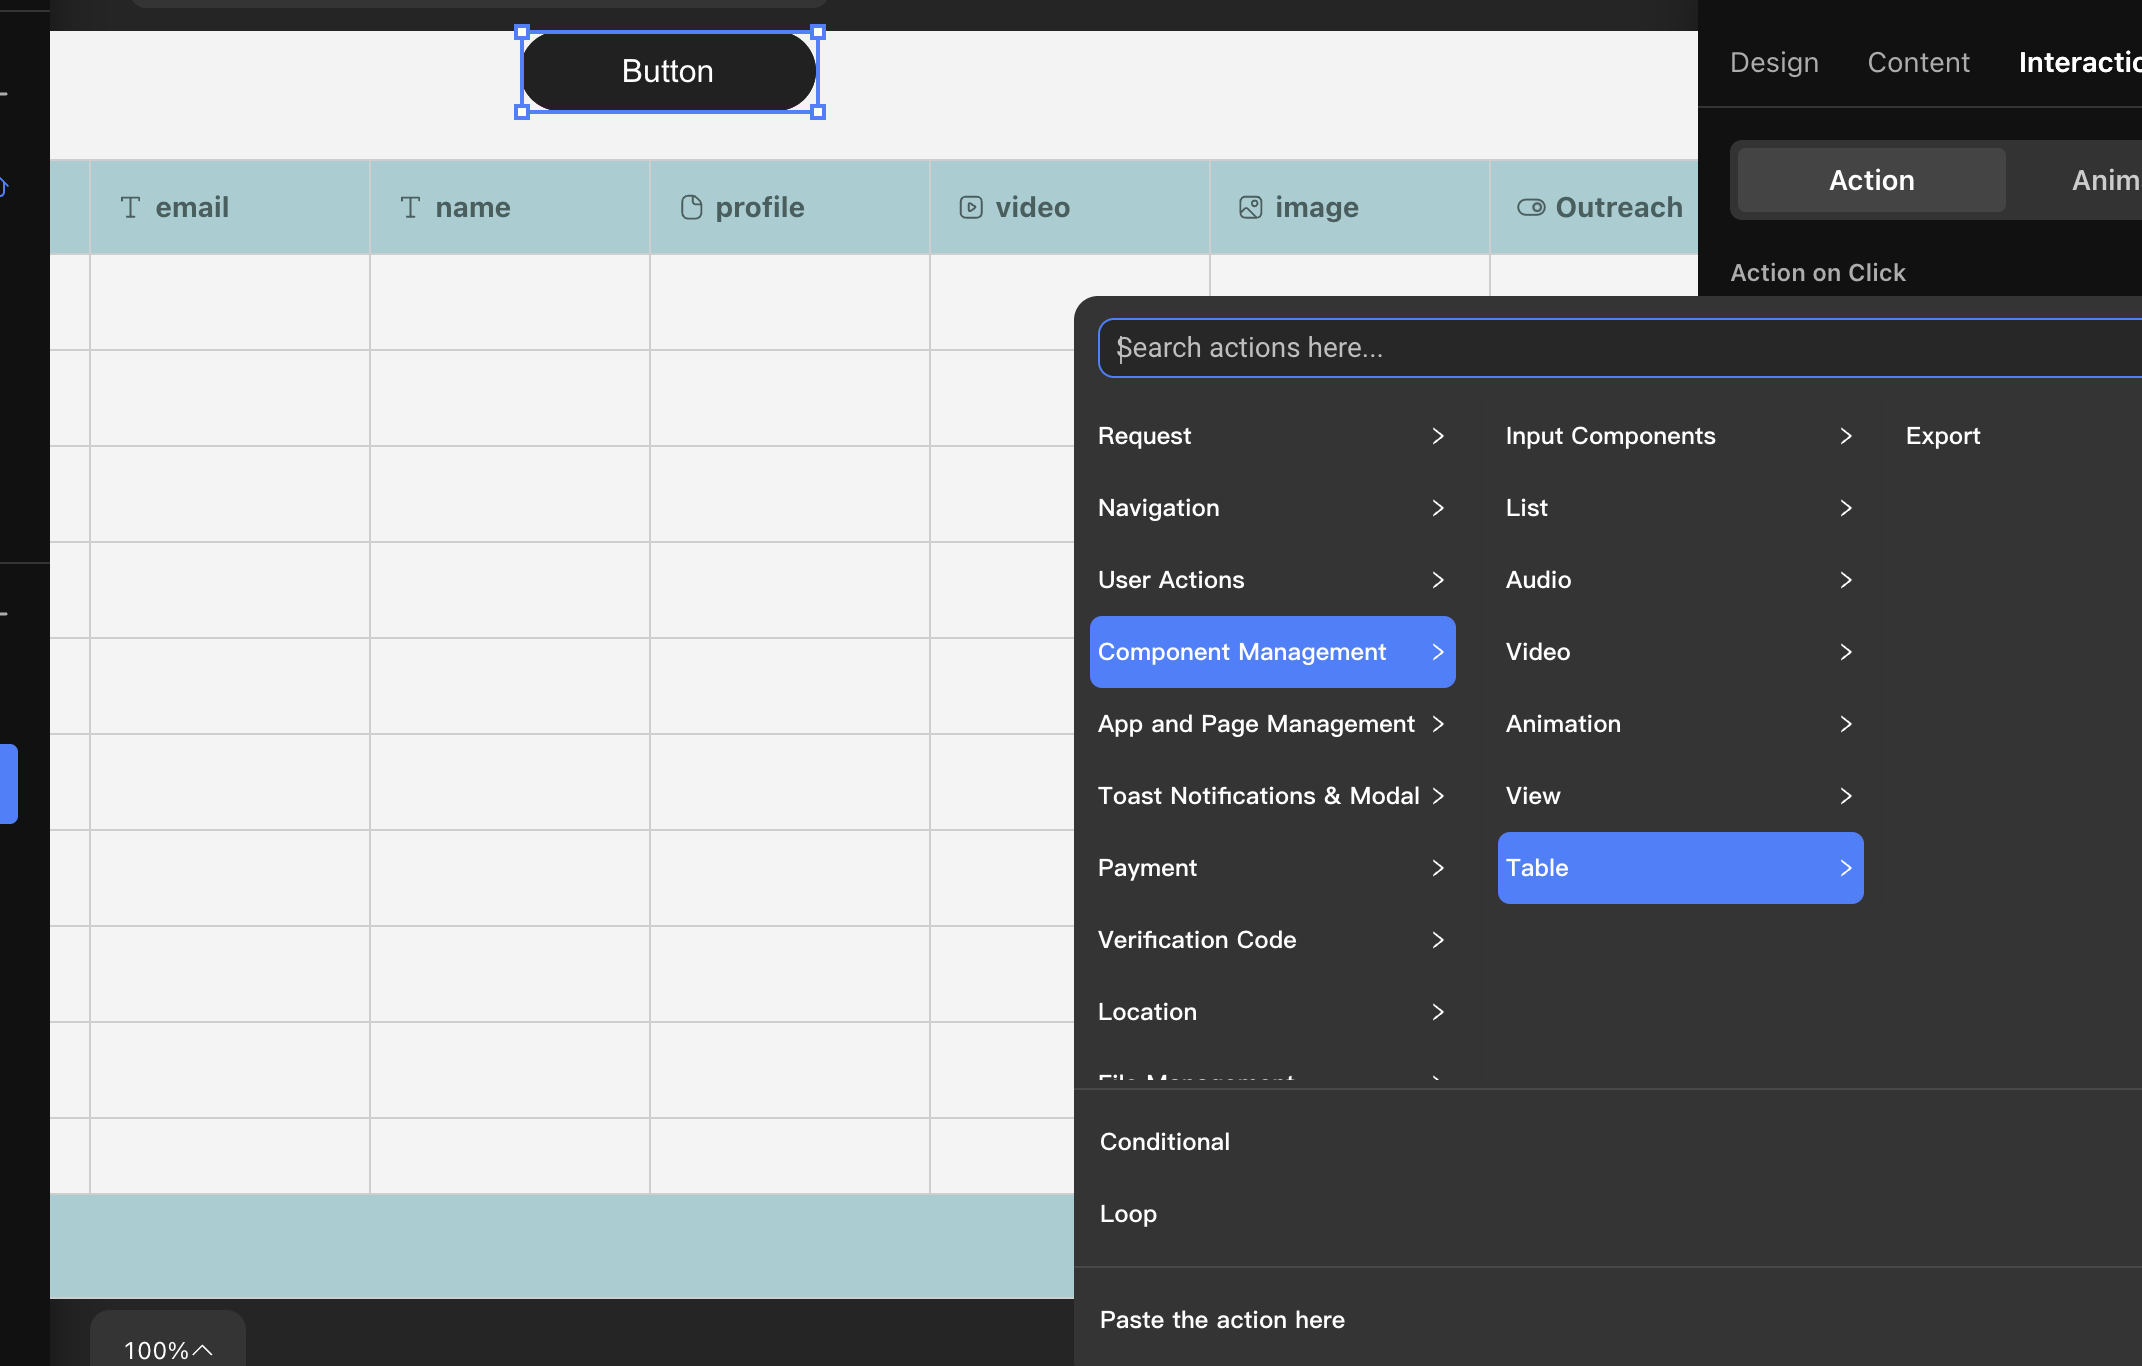 Button
Design
Content
Interactio
email
name
profile
video
image
Outreach
Action
Anim
Action on Click
Search actions here...
Request
Navigation
User Actions
Component Management
App and Page Management
Toast Notifications & Modal
Payment
Verification Code
Location
File Management
Input Components
List
Audio
Video
Animation
View
Table
Export
Conditional
Loop
Paste the action here
100%